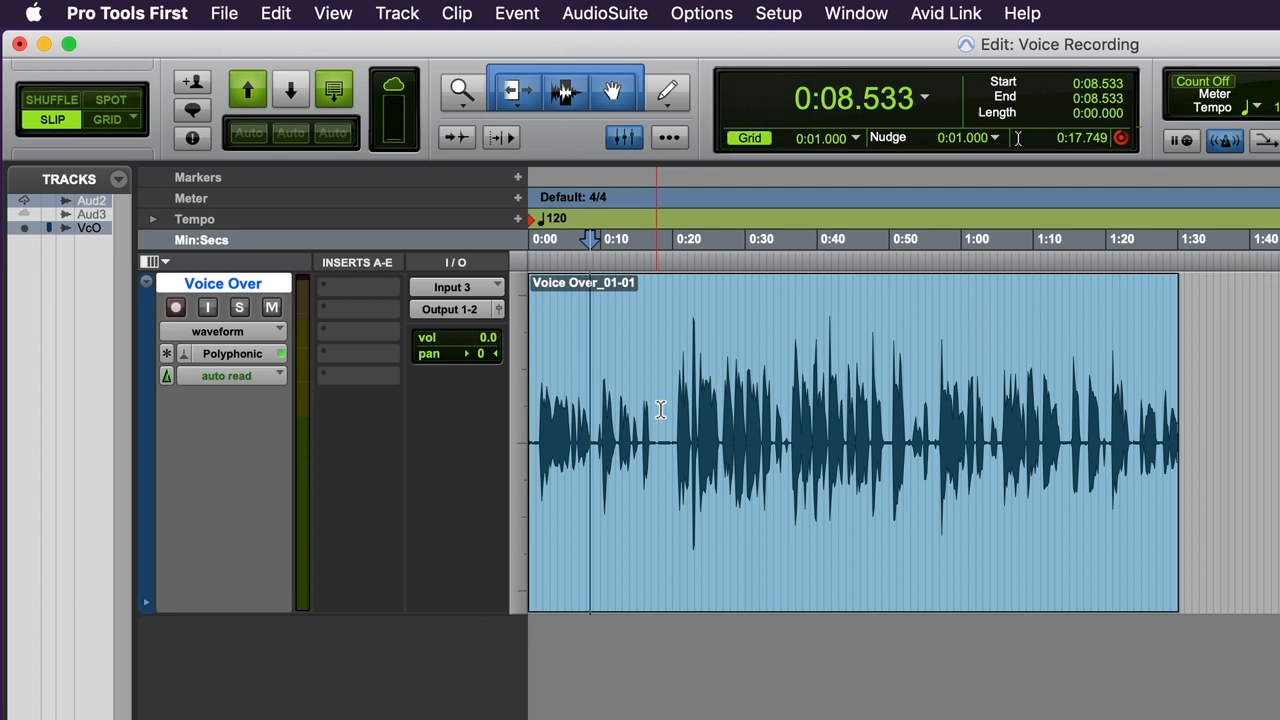 Pro Tools First File Edit View Track Clip Event AudioSuite Options Setup Window Avid Link Help
Edit: Voice Recording
SHUFFLE SPOT
SLIP GRID
Auto Auto Auto
0:08.533
Start 0:08.533
End 0:08.533
Length 0:00.000
Grid 0:01.000 Nudge 0:01.000 0:17.749
Count Off
Meter
Tempo
TRACKS
Aud2
Aud3
VcO
Markers
Meter Default: 4/4
Tempo 120
Min:Secs 0:00 0:10 0:20 0:30 0:40 0:50 1:00 1:10 1:20 1:30 1:40
INSERTS A-E I / O
Voice Over
I S M
waveform
Polyphonic
auto read
Input 3
Output 1-2
vol 0.0
pan 0
Voice Over_01-01